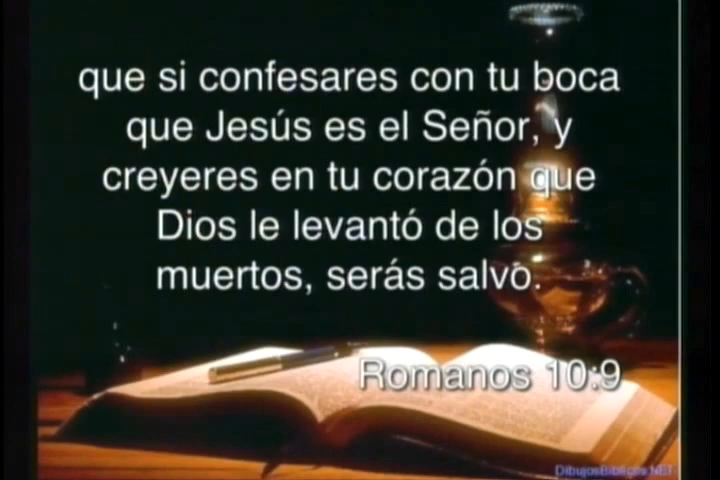 que si confesares con tu boca
que Jesús es el Señor, y
creyeres en tu corazón que
Dios le levantó de los
muertos, serás salvo.
Romanos 10:9
DibujosBiblicos.NET